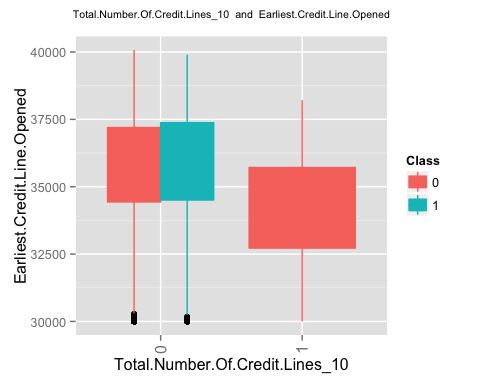 Total.Number.Of.Credit.Lines_10 and Earliest.Credit.Line.Opened
40000
37500
35000
32500
30000
Earliest.Credit.Line.Opened
0
1
Total.Number.Of.Credit.Lines_10
Class
0
1